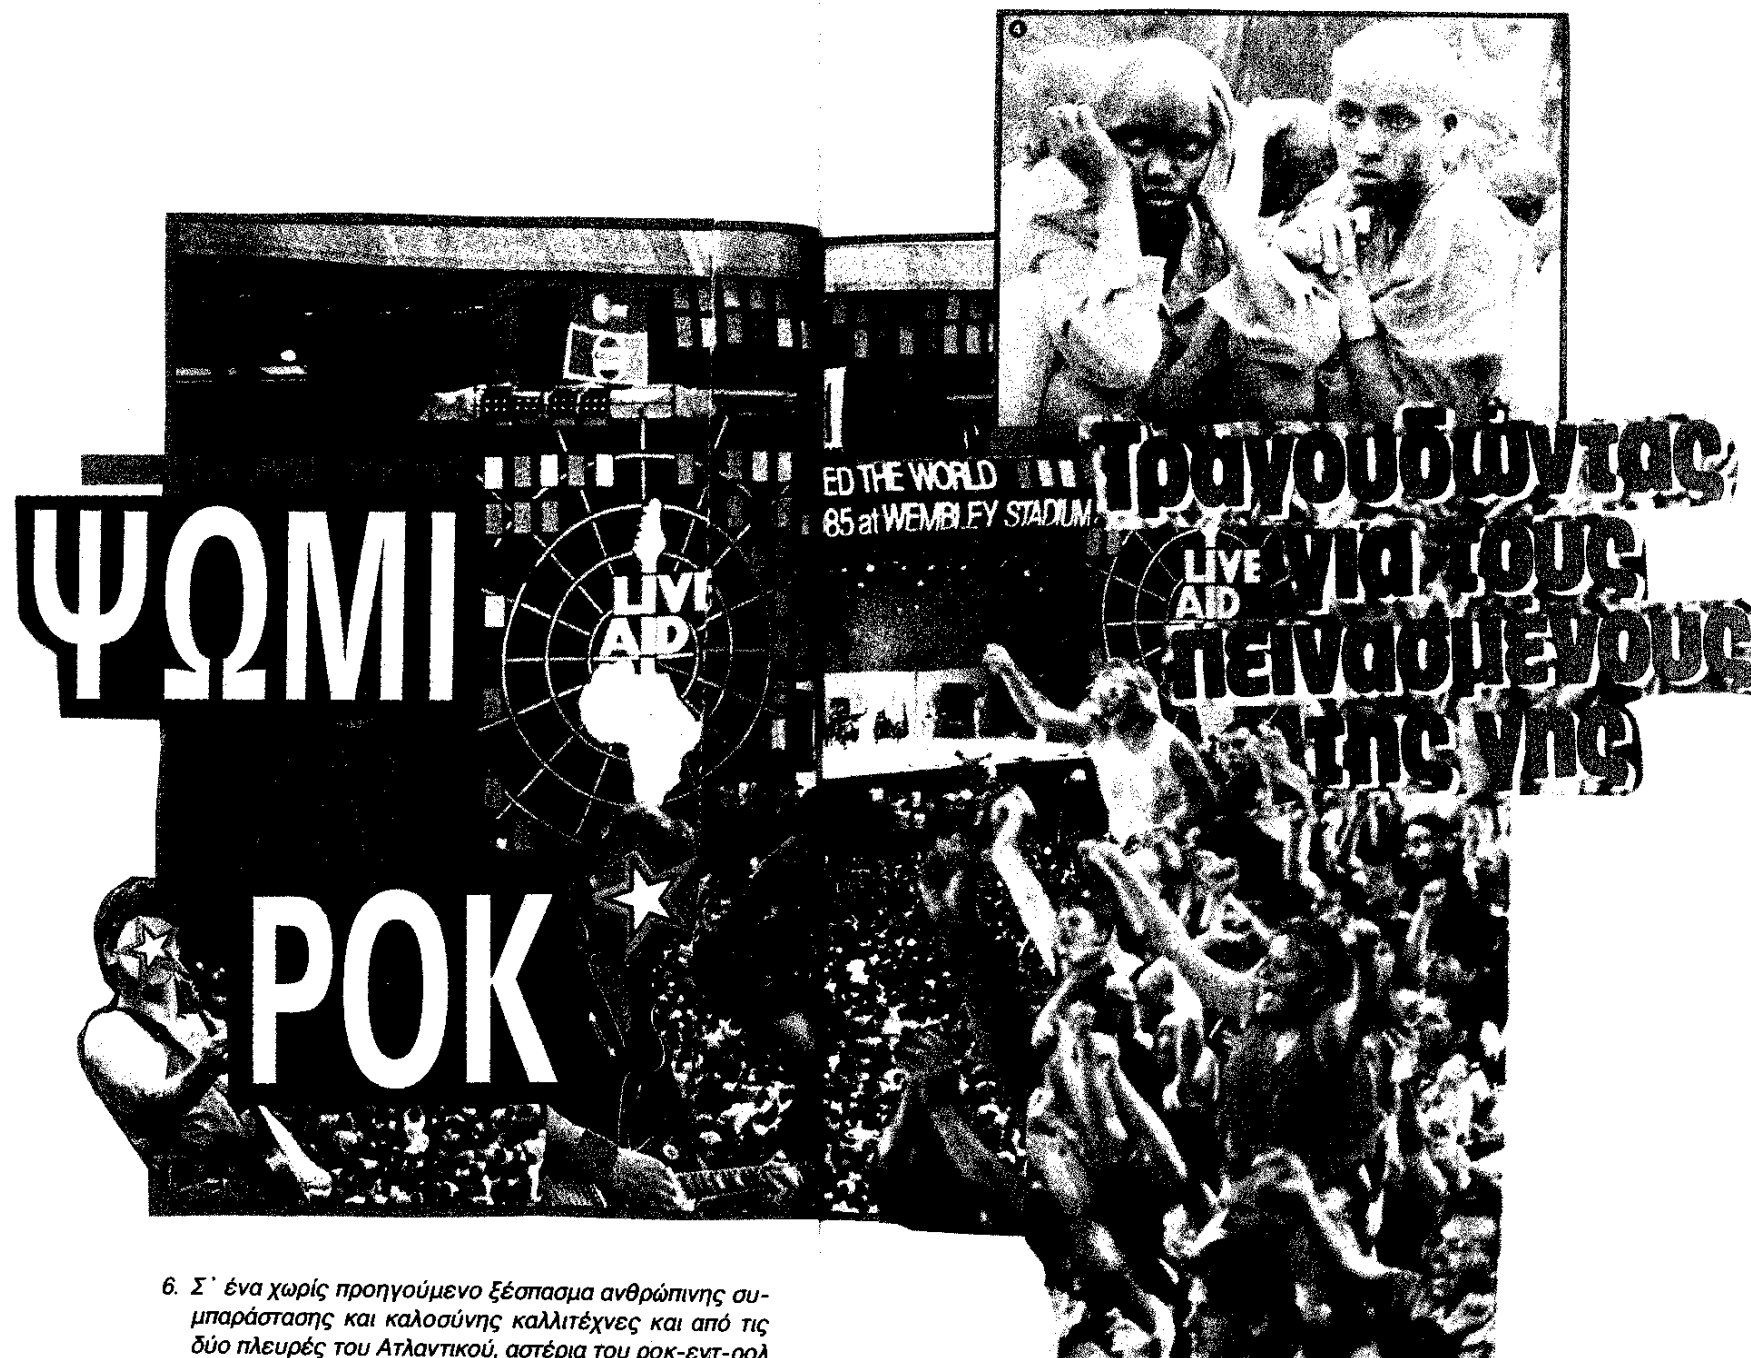 4
ED THE WORLD
85 at WEMBLEY STADIUM
Τραγουδώντας
για τους
πεινασμένους
της γης
LIVE
AID
ΨΩΜΙ
LIVE
AID
ΡΟΚ
6. Σ' ένα χωρίς προηγούμενο ξέσπασμα ανθρώπινης συ-
μπαράστασης και καλοσύνης καλλιτέχνες και από τις
δύο πλευρές του Ατλαντικού, αστέρια του ροκ-εντ-ρολ